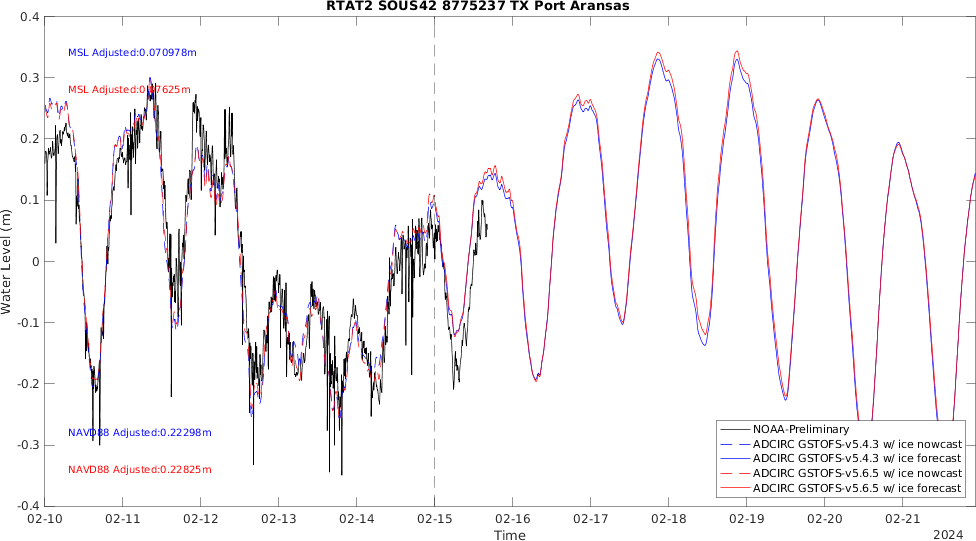 RTAT2 SOUS42 8775237 TX Port Aransas
0.4
0.3
0.2
0.1
0
-0.1
-0.2
-0.3
-0.4
Water Level (m)
MSL Adjusted:0.070978m
MSL Adjusted:0.07625m
NAVD88 Adjusted:0.22298m
NAVD88 Adjusted:0.22825m
NOAA-Preliminary
ADCIRC GSTOFS-v5.4.3 w/ ice nowcast
ADCIRC GSTOFS-v5.4.3 w/ ice forecast
ADCIRC GSTOFS-v5.6.5 w/ ice nowcast
ADCIRC GSTOFS-v5.6.5 w/ ice forecast
02-10 02-11 02-12 02-13 02-14 02-15 02-16 02-17 02-18 02-19 02-20 02-21
Time
2024